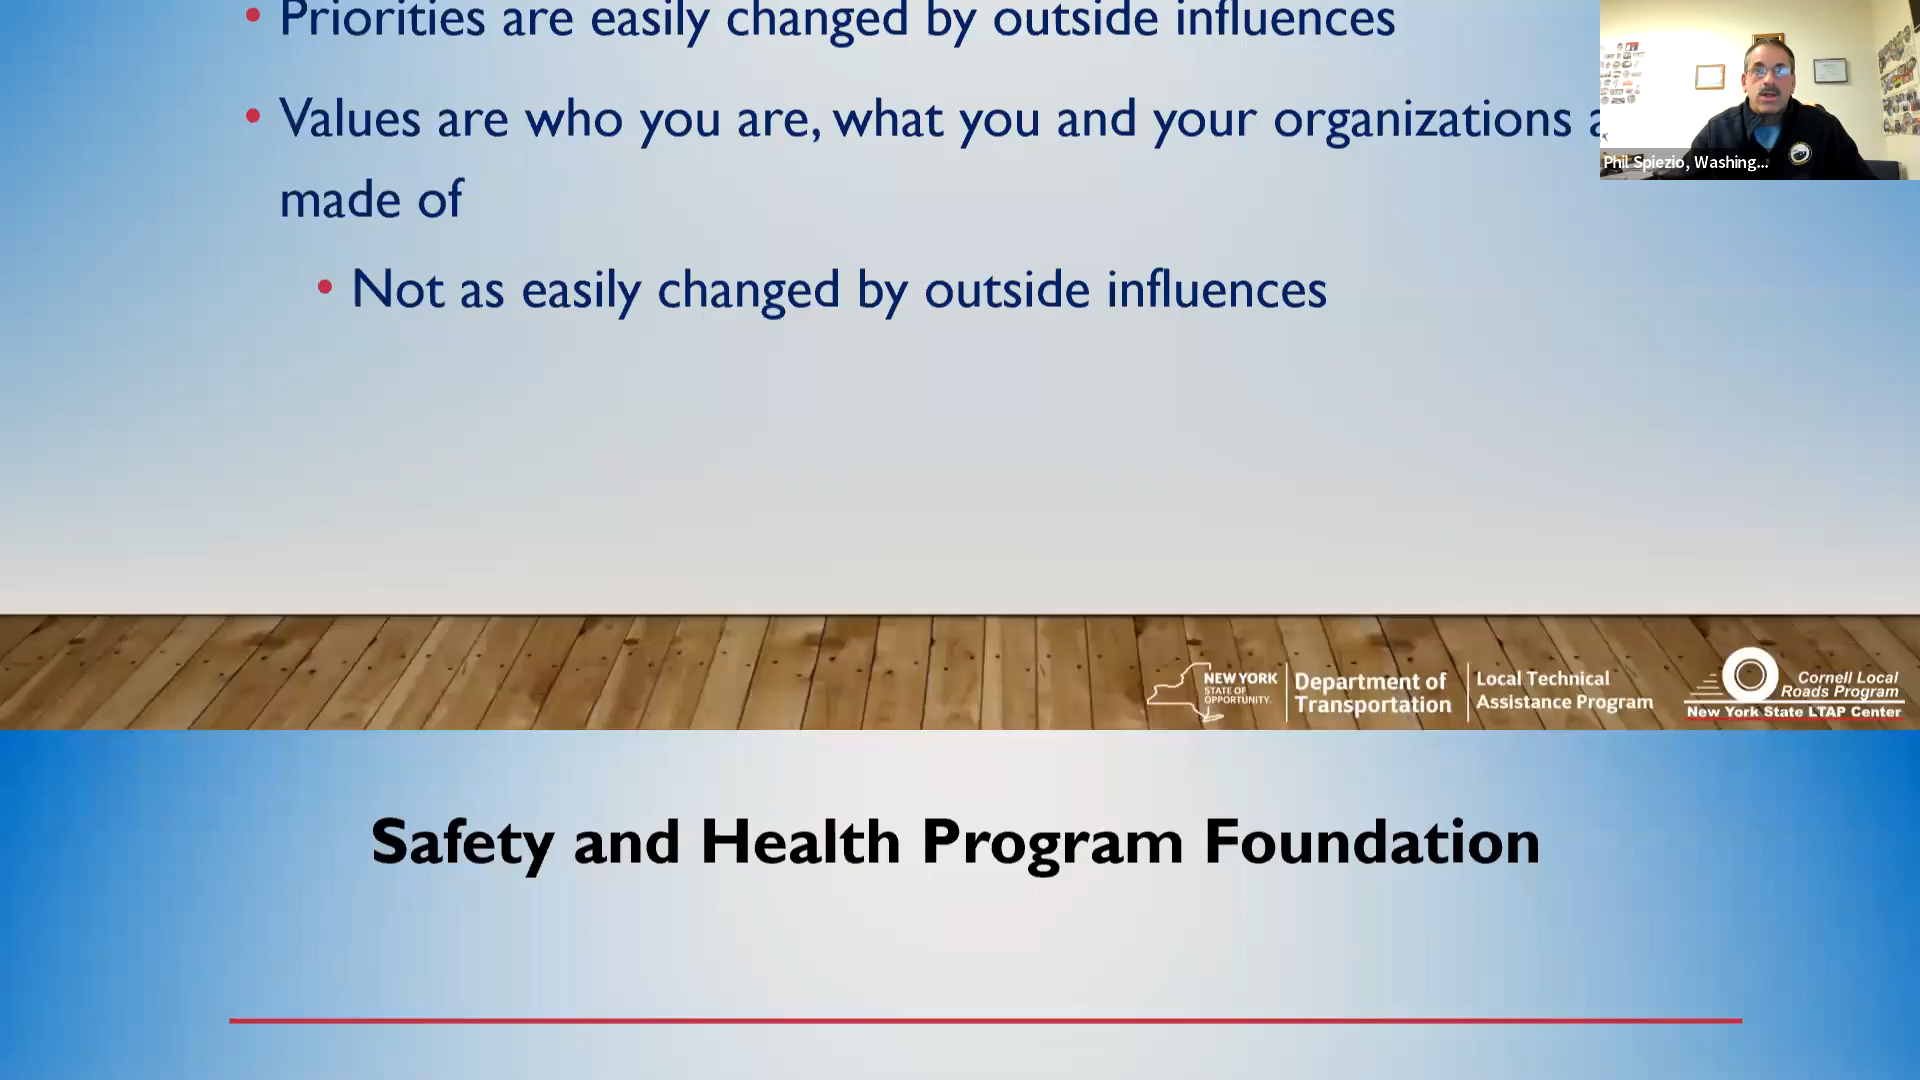 • Priorities are easily changed by outside influences
• Values are who you are, what you and your organizations
made of
• Not as easily changed by outside influences
Phil Spiezio, Washing...
NEW YORK
STATE OF
OPPORTUNITY.
Department of
Transportation
Local Technical
Assistance Program
Cornell Local
Roads Program
New York State LTAP Center
Safety and Health Program Foundation